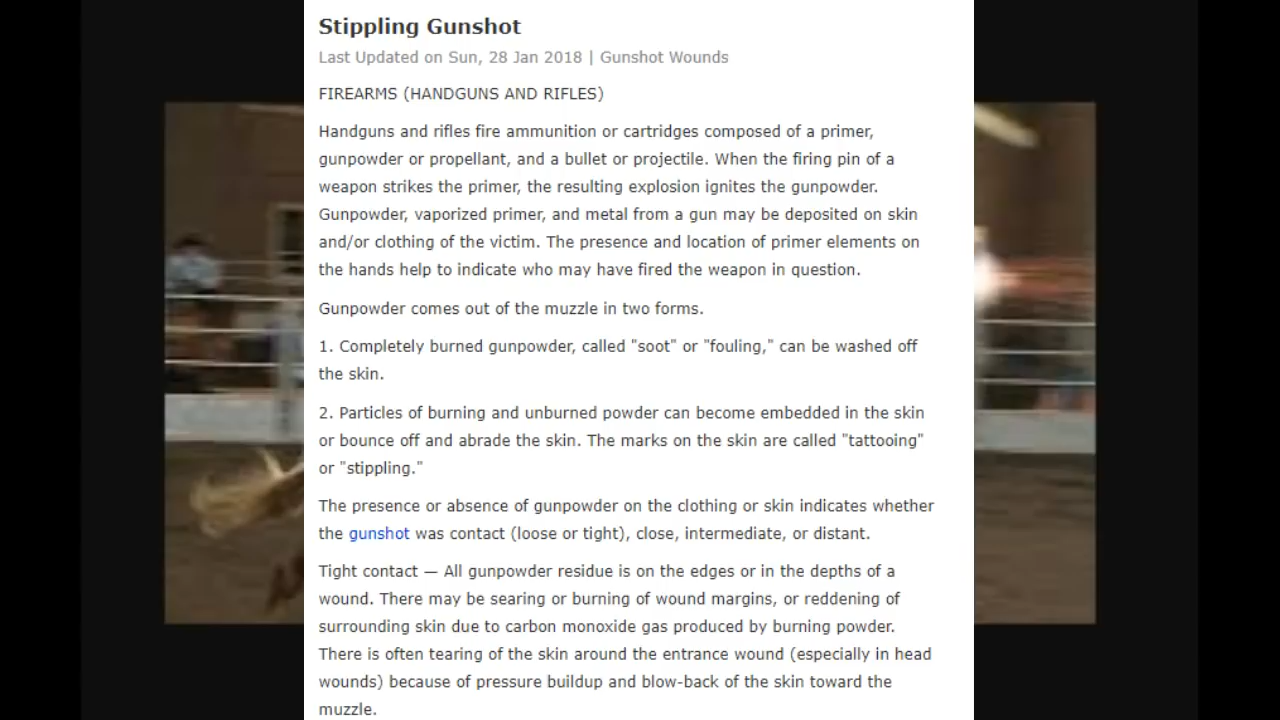 Stippling Gunshot
Last Updated on Sun, 28 Jan 2018 | Gunshot Wounds
FIREARMS (HANDGUNS AND RIFLES)
Handguns and rifles fire ammunition or cartridges composed of a primer,
gunpowder or propellant, and a bullet or projectile. When the firing pin of a
weapon strikes the primer, the resulting explosion ignites the gunpowder.
Gunpowder, vaporized primer, and metal from a gun may be deposited on skin
and/or clothing of the victim. The presence and location of primer elements on
the hands help to indicate who may have fired the weapon in question.
Gunpowder comes out of the muzzle in two forms.
1. Completely burned gunpowder, called "soot" or "fouling," can be washed off
the skin.
2. Particles of burning and unburned powder can become embedded in the skin
or bounce off and abrade the skin. The marks on the skin are called "tattooing"
or "stippling."
The presence or absence of gunpowder on the clothing or skin indicates whether
the gunshot was contact (loose or tight), close, intermediate, or distant.
Tight contact — All gunpowder residue is on the edges or in the depths of a
wound. There may be searing or burning of wound margins, or reddening of
surrounding skin due to carbon monoxide gas produced by burning powder.
There is often tearing of the skin around the entrance wound (especially in head
wounds) because of pressure buildup and blow-back of the skin toward the
muzzle.